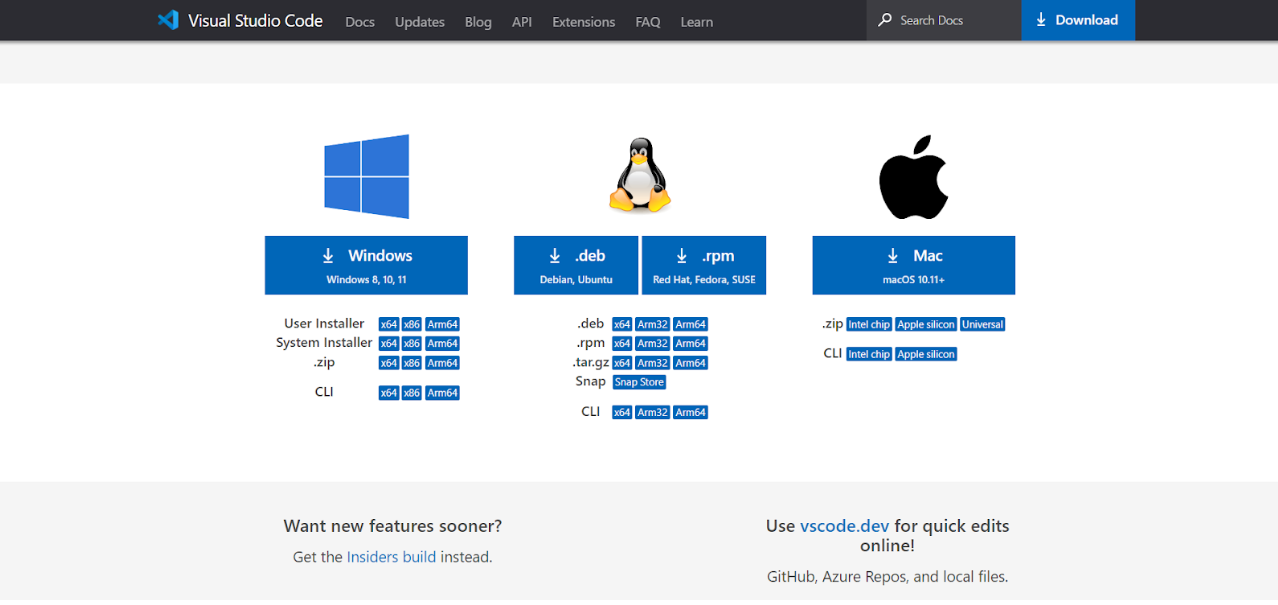 Visual Studio Code Docs Updates Blog API Extensions FAQ Learn Search Docs Download
Windows
Windows 8, 10, 11
User Installer x64 x86 Arm64
System Installer x64 x86 Arm64
.zip x64 x86 Arm64
CLI x64 x86 Arm64
.deb
Debian, Ubuntu
.rpm
Red Hat, Fedora, SUSE
.deb x64 Arm32 Arm64
.rpm x64 Arm32 Arm64
.tar.gz x64 Arm32 Arm64
Snap Snap Store
CLI x64 Arm32 Arm64
Mac
macOS 10.11+
.zip Intel chip Apple silicon Universal
CLI Intel chip Apple silicon
Want new features sooner?
Get the Insiders build instead.
Use vscode.dev for quick edits
online!
GitHub, Azure Repos, and local files.